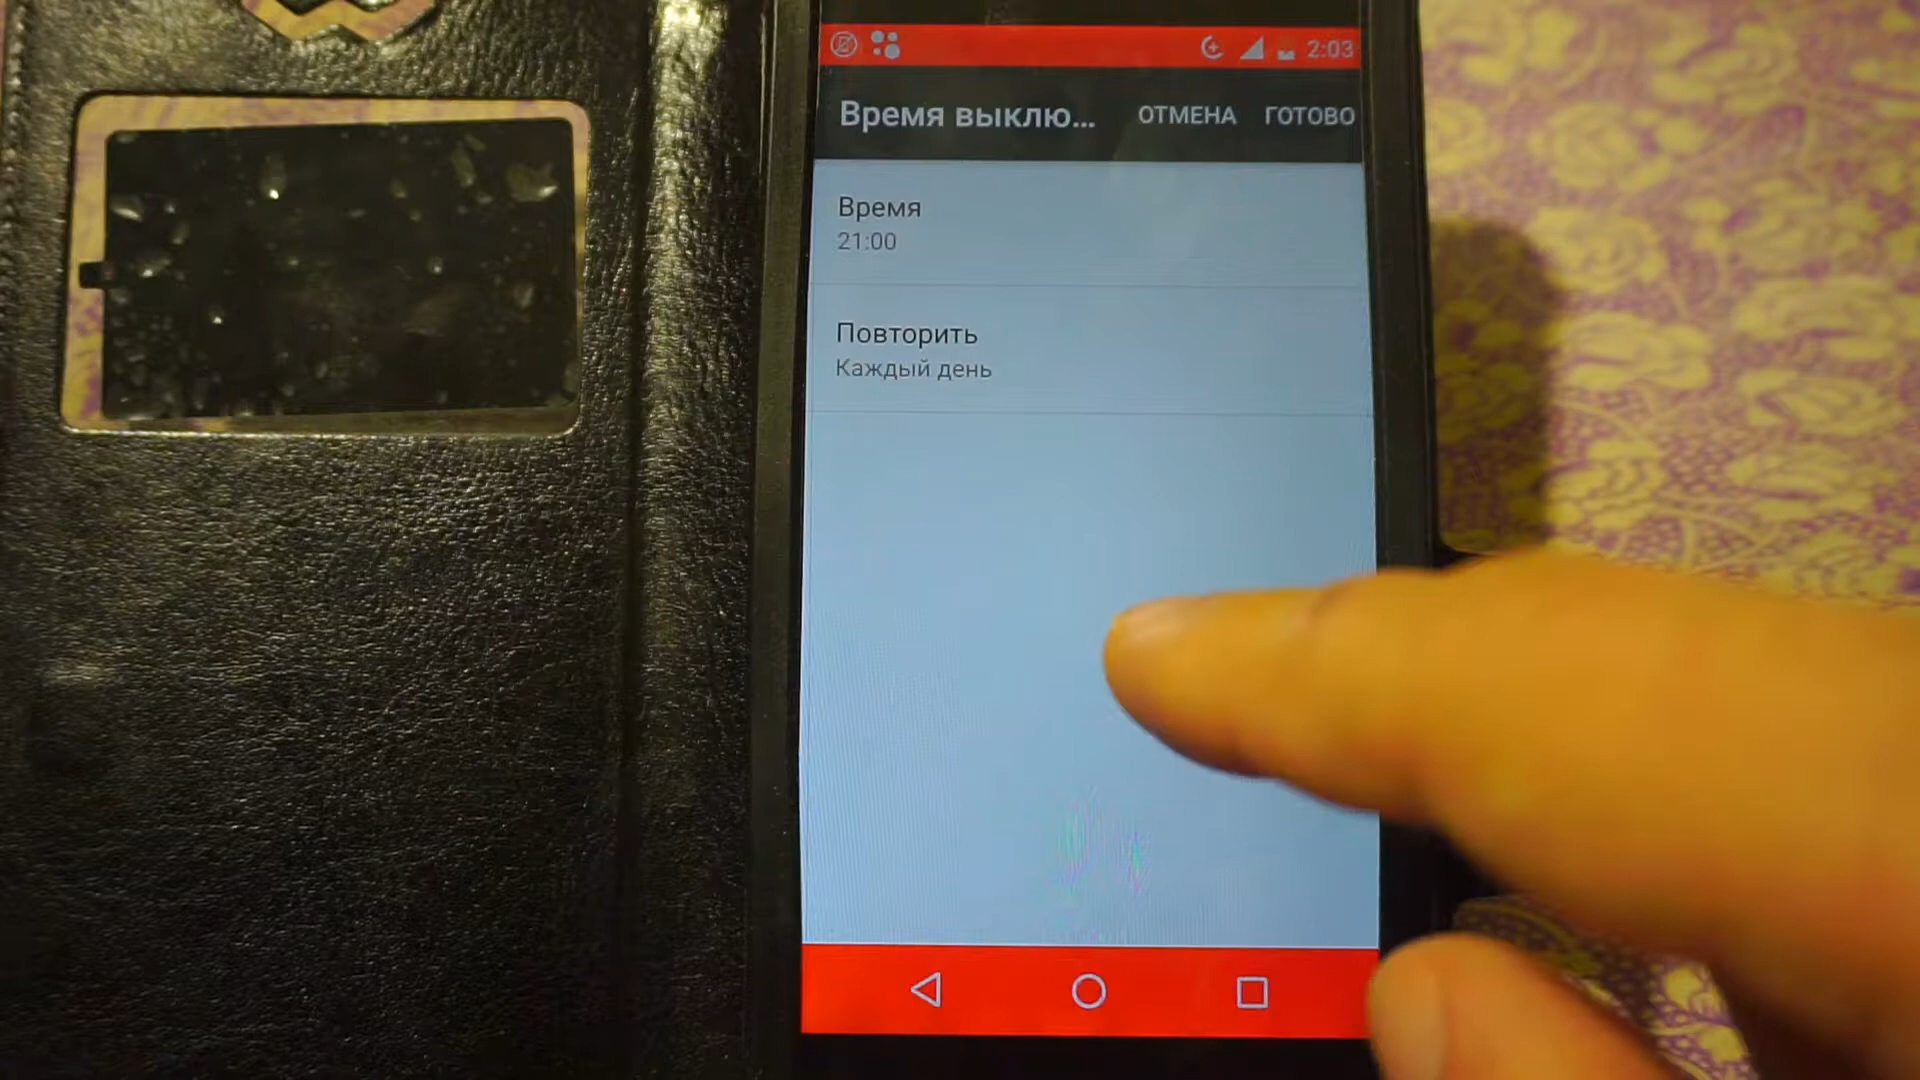 2:03
Время выклю... ОТМЕНА ГОТОВО
Время
21:00
Повторить
Каждый день